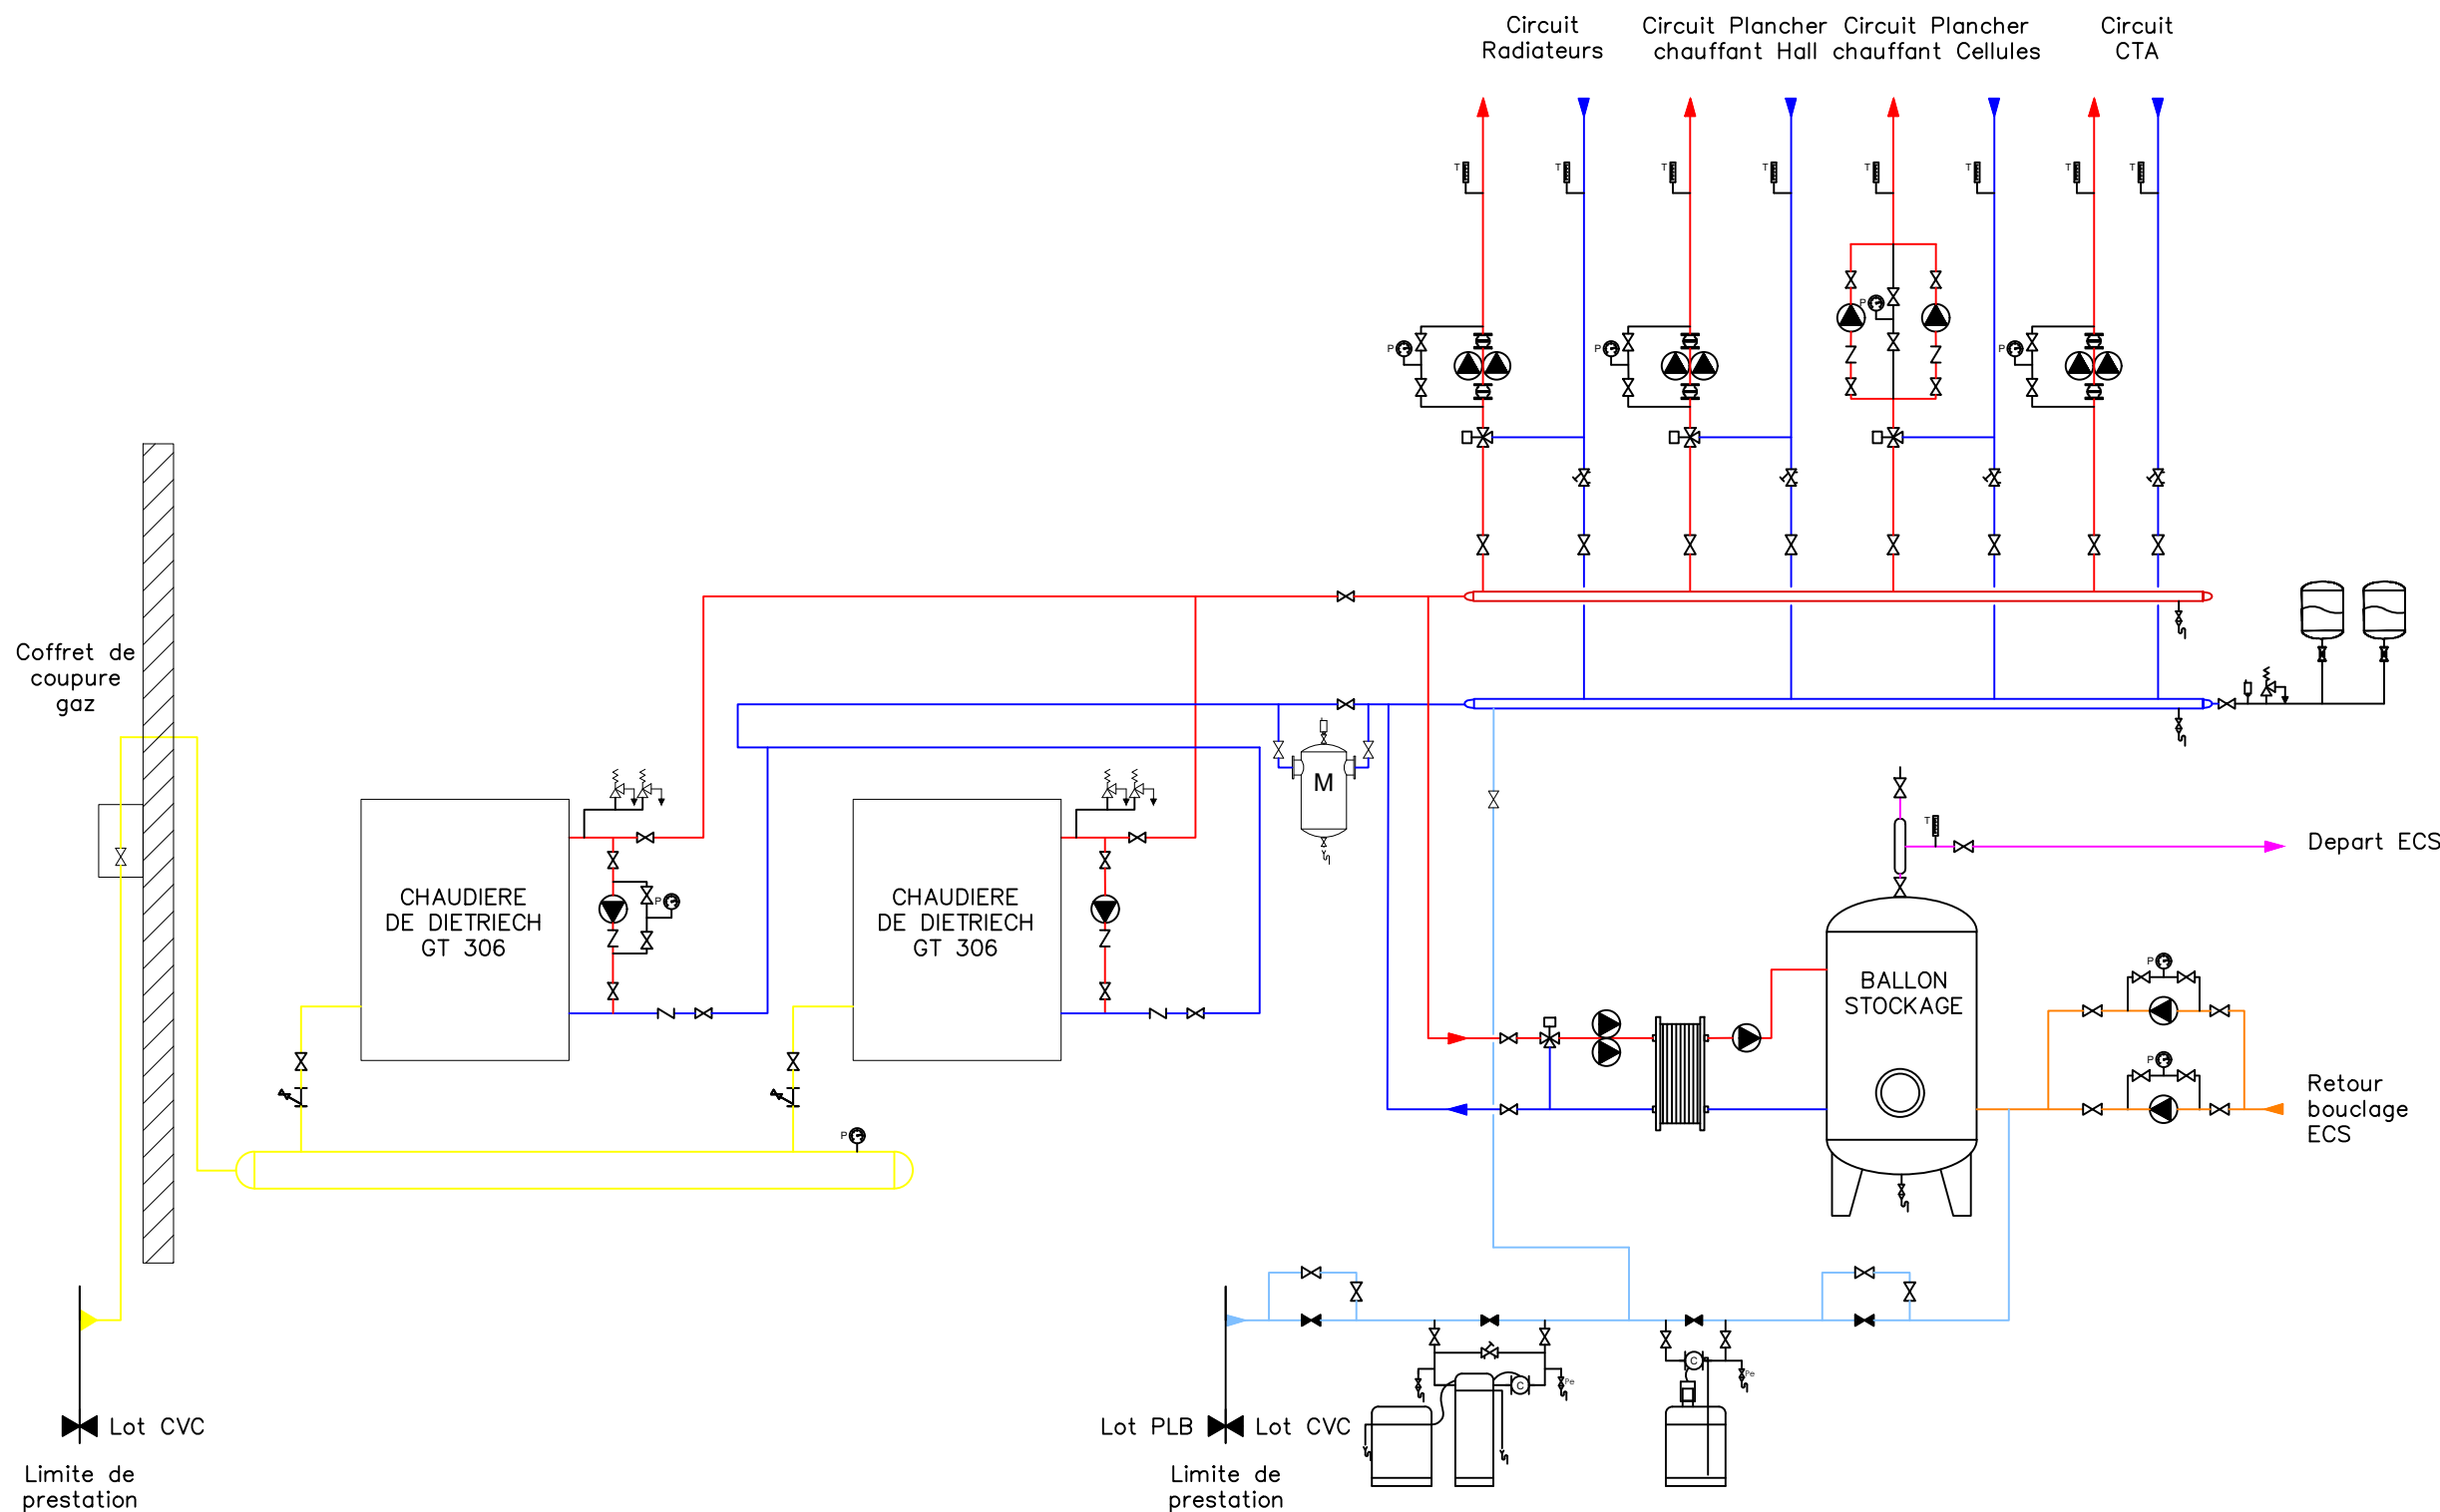 Circuit
Radiateurs
Circuit Plancher
chauffant Hall
Circuit Plancher
chauffant Cellules
Circuit
CTA
T
T
T
T
T
T
T
T
P
P
P
P
Coffret de
coupure
gaz
M
CHAUDIERE
DE DIETRIECH
GT 306
P
CHAUDIERE
DE DIETRIECH
GT 306
T
Depart ECS
BALLON
STOCKAGE
P
P
Retour
bouclage
ECS
P
C
Pe
C
Pe
Lot CVC
Limite de
prestation
Lot PLB
Lot CVC
Limite de
prestation